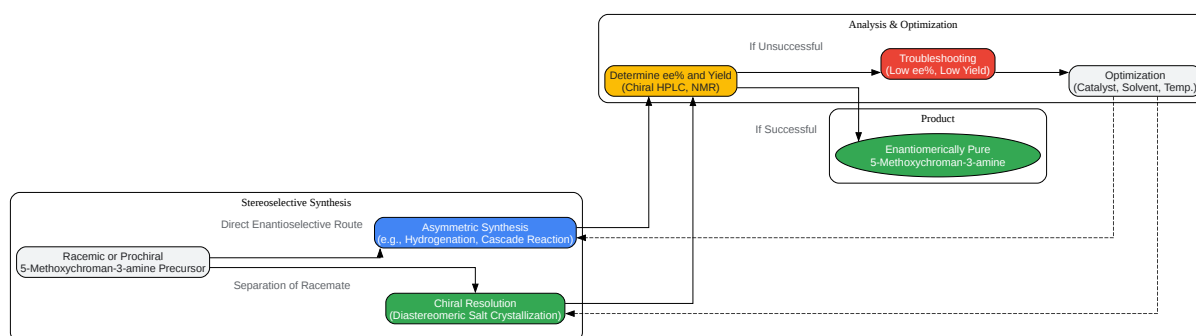 Analysis & Optimization
If Unsuccessful
Troubleshooting
(Low ee%, Low Yield)
Determine ee% and Yield
(Chiral HPLC, NMR)
Optimization
(Catalyst, Solvent, Temp.)
Product
If Successful
Enantiomerically Pure
5-Methoxychroman-3-amine
Stereoselective Synthesis
Direct Enantioselective Route
Asymmetric Synthesis
(e.g., Hydrogenation, Cascade Reaction)
Racemic or Prochiral
5-Methoxychroman-3-amine Precursor
Separation of Racemate
Chiral Resolution
(Diastereomeric Salt Crystallization)